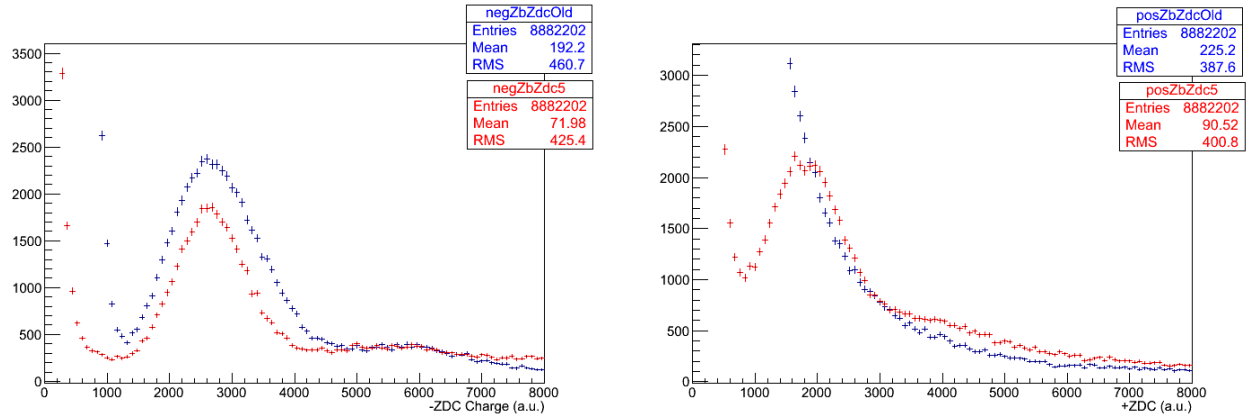 negZbZdcOld
Entries 8882202
Mean 192.2
RMS 460.7
negZbZdc5
Entries 8882202
Mean 71.98
RMS 425.4
3500
3000
2500
2000
1500
1000
500
0
0 1000 2000 3000 4000 5000 6000 7000 8000
-ZDC Charge (a.u.)
posZbZdcOld
Entries 8882202
Mean 225.2
RMS 387.6
posZbZdc5
Entries 8882202
Mean 90.52
RMS 400.8
3000
2500
2000
1500
1000
500
0
0 1000 2000 3000 4000 5000 6000 7000 8000
+ZDC (a.u.)